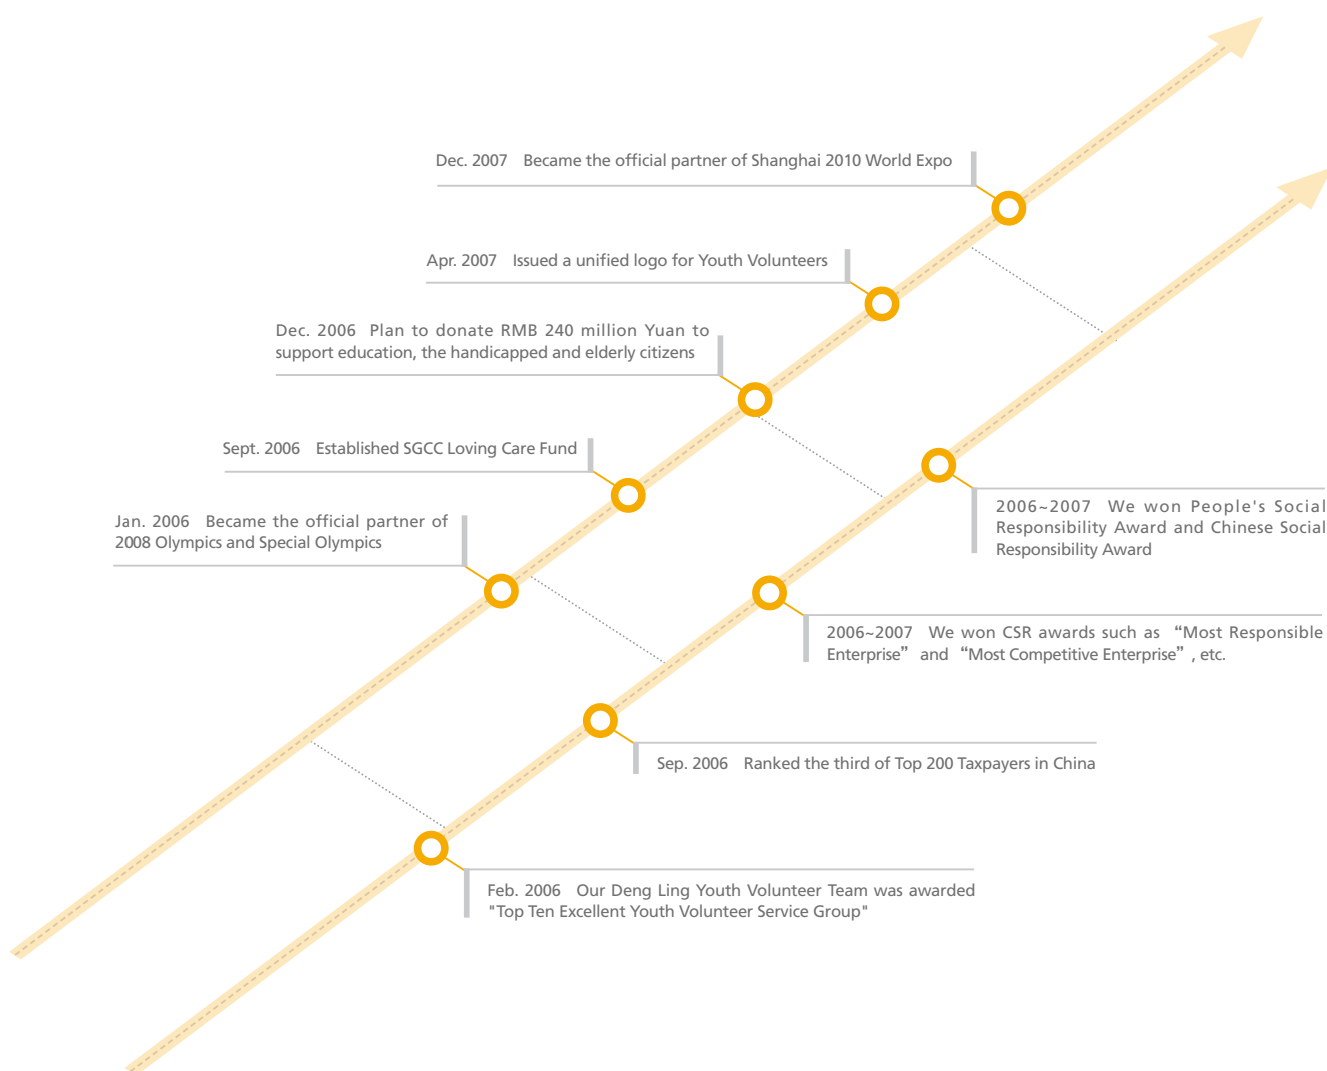 Dec. 2007 Became the official partner of Shanghai 2010 World Expo
Apr. 2007 Issued a unified logo for Youth Volunteers
Dec. 2006 Plan to donate RMB 240 million Yuan to
support education, the handicapped and elderly citizens
Sept. 2006 Established SGCC Loving Care Fund
Jan. 2006 Became the official partner of
2008 Olympics and Special Olympics
2006~2007 We won People's Social
Responsibility Award and Chinese Social
Responsibility Award
2006~2007 We won CSR awards such as “Most Responsible
Enterprise” and “Most Competitive Enterprise”, etc.
Sep. 2006 Ranked the third of Top 200 Taxpayers in China
Feb. 2006 Our Deng Ling Youth Volunteer Team was awarded
"Top Ten Excellent Youth Volunteer Service Group"